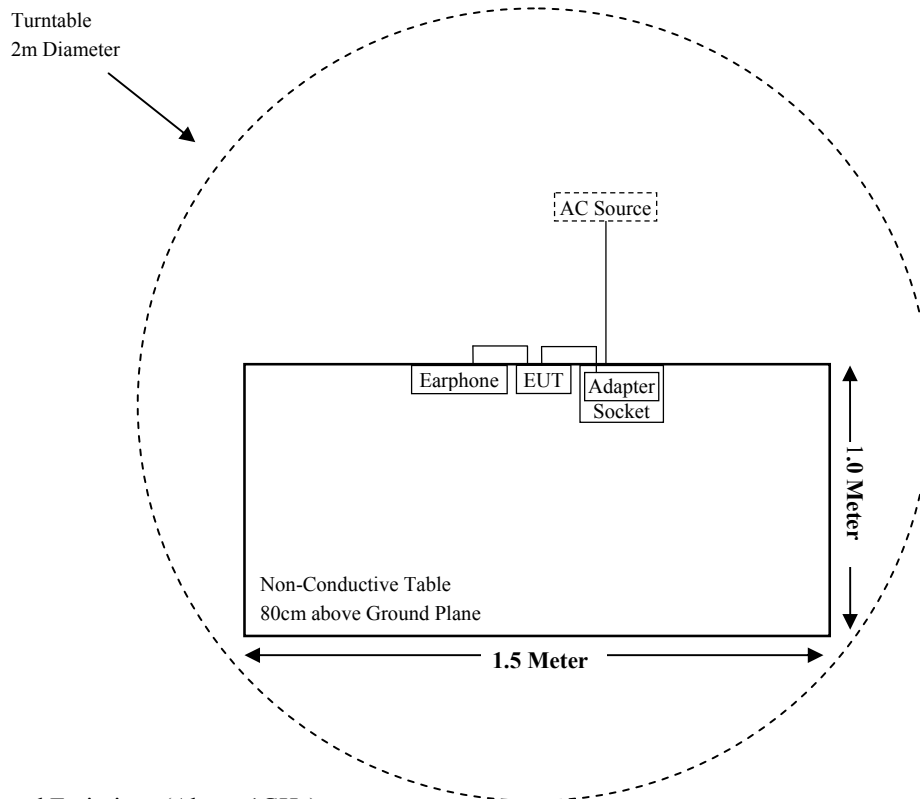 Turntable
2m Diameter
AC Source
Earphone
EUT
Adapter
Socket
1.0 Meter
Non-Conductive Table
80cm above Ground Plane
1.5 Meter